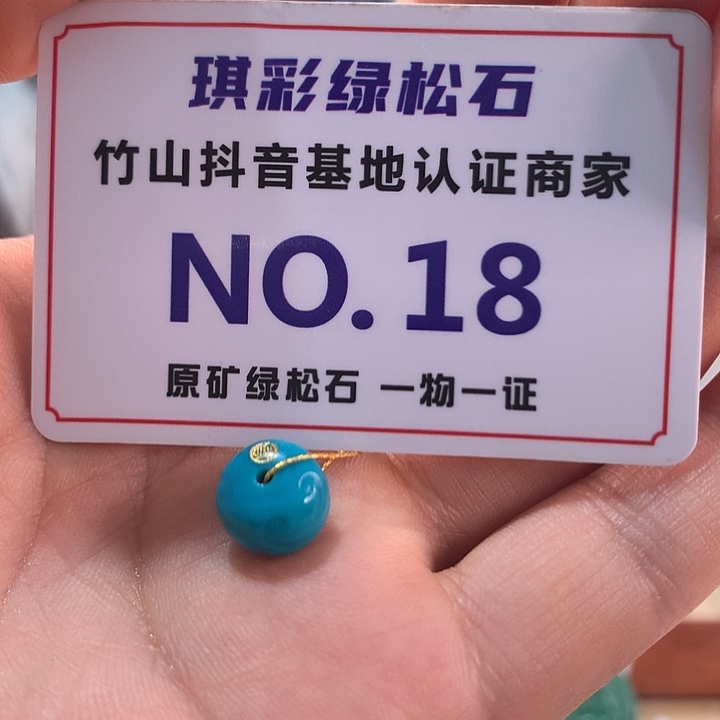 琪彩绿松石
竹山抖音基地认证商家
NO.18
原矿绿松石 一物一证